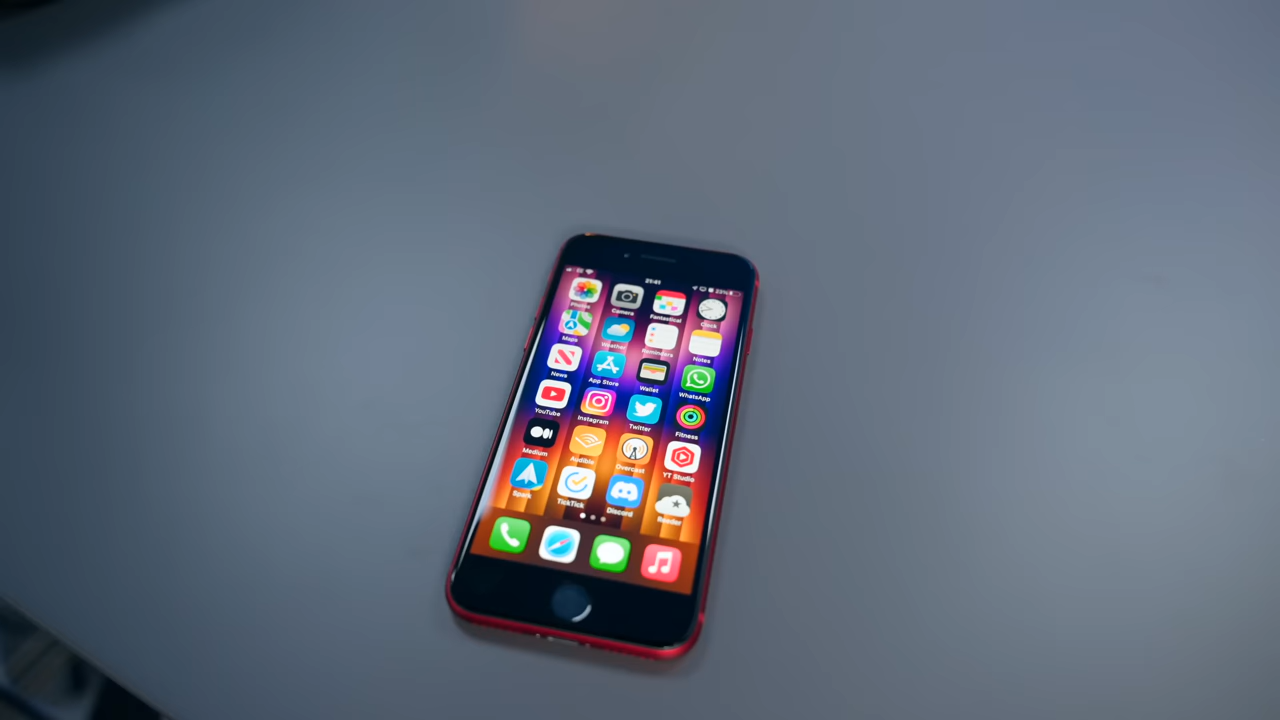 21:41
22%
Photos Camera Fantastical Clock
Maps Weather Reminders Notes
News App Store Wallet WhatsApp
YouTube Instagram Twitter Fitness
Medium Audible Overcast YT Studio
Spark TickTick Discord Reeder